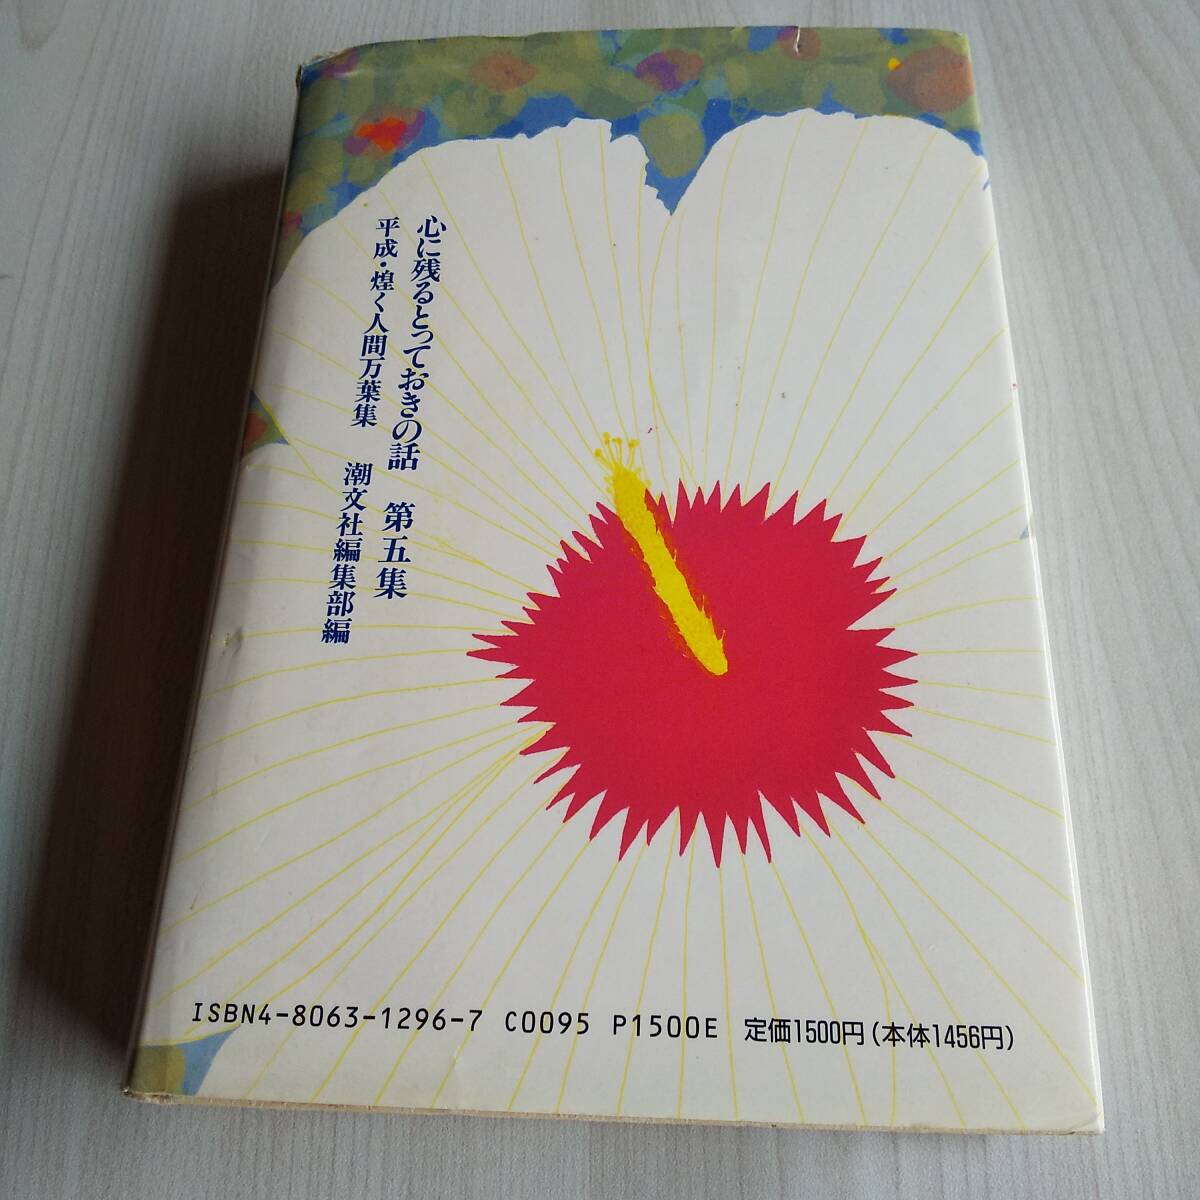 心に残るとっておきの話　第五集
平成・煌く人間万葉集　潮文社編集部編
ISBN4-8063-1296-7 C0095 P1500E 定価1500円(本体1456円)